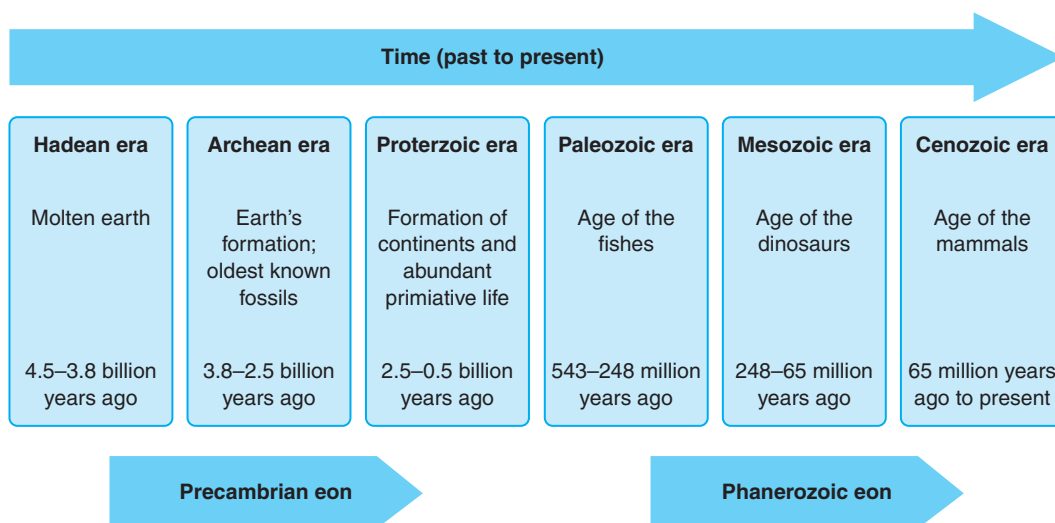 Time (past to present)
Hadean era
Molten earth
4.5–3.8 billion
years ago
Archean era
Earth's
formation;
oldest known
fossils
3.8–2.5 billion
years ago
Proterzoic era
Formation of
continents and
abundant
primiative life
2.5–0.5 billion
years ago
Paleozoic era
Age of the
fishes
543–248 million
years ago
Mesozoic era
Age of the
dinosaurs
248–65 million
years ago
Cenozoic era
Age of the
mammals
65 million years
ago to present
Precambrian eon
Phanerozoic eon